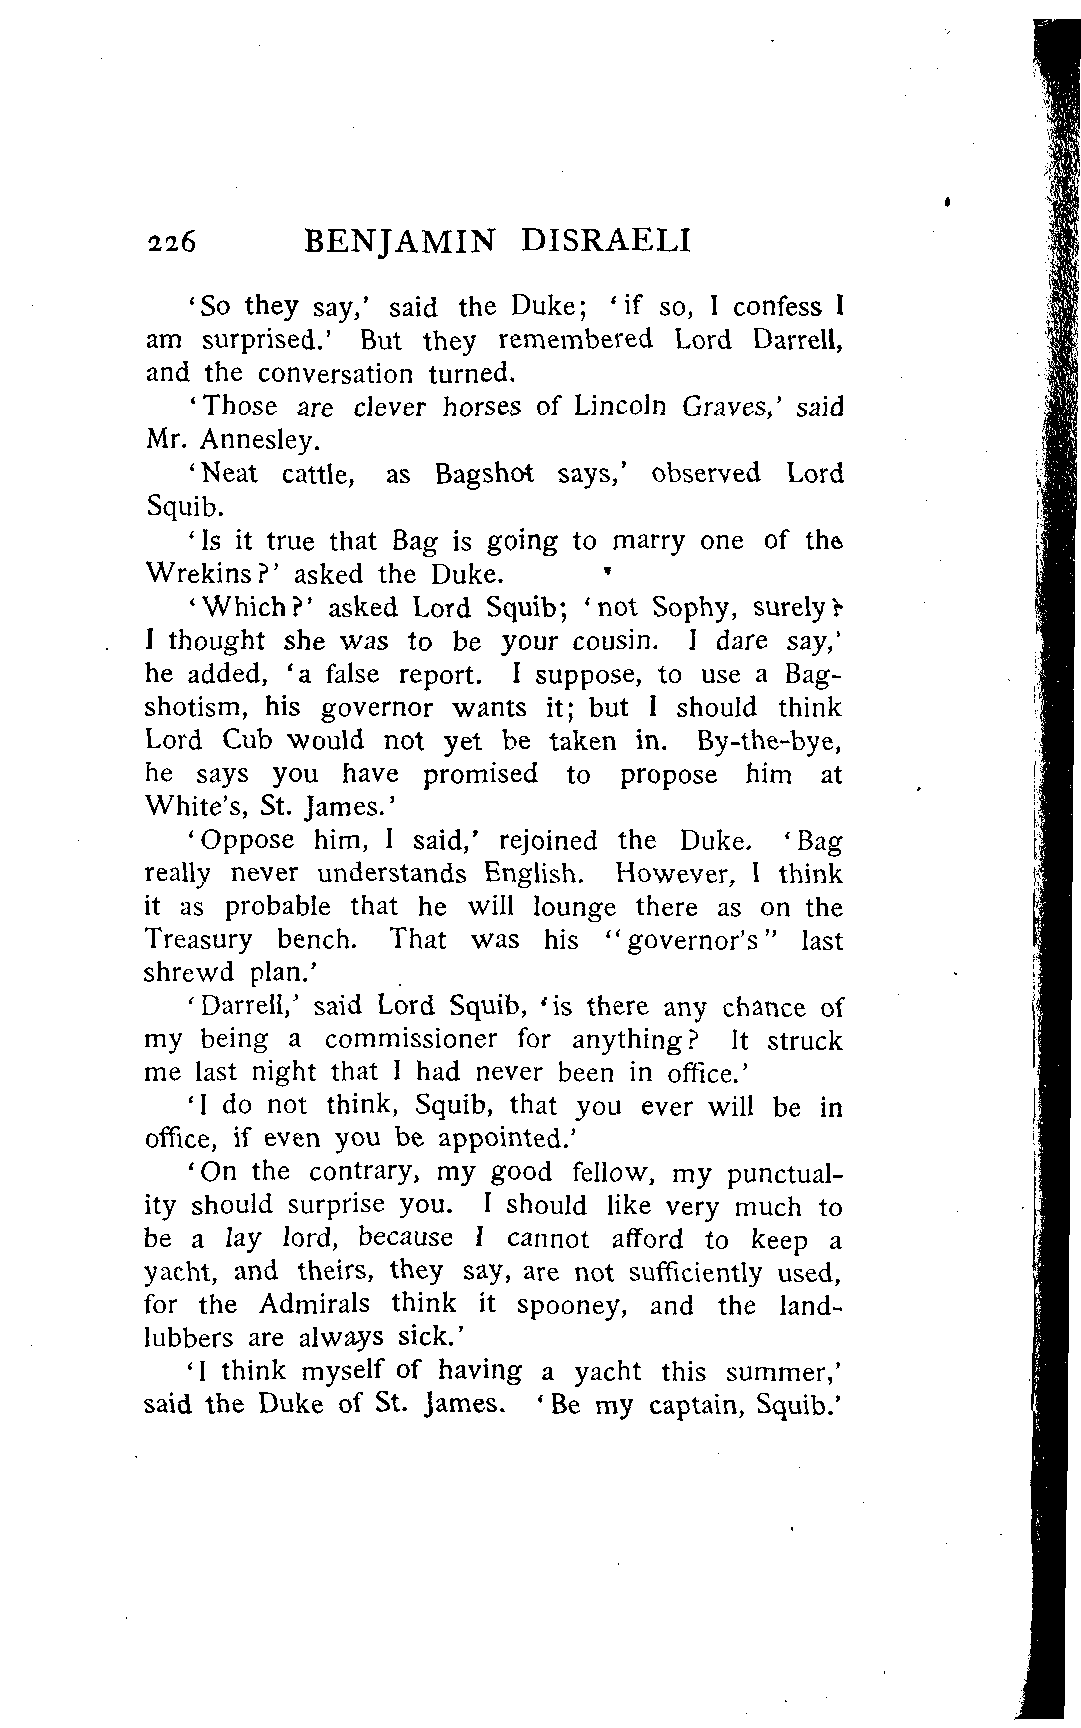 226 BENJAMIN DISRAELI
‘So they say,’ said the Duke; ‘if so, I confess I
am surprised.’ But they remembered Lord Darrell,
and the conversation turned.
‘Those are clever horses of Lincoln Graves,’ said
Mr. Annesley.
‘Neat cattle, as Bagshot says,’ observed Lord
Squib.
‘Is it true that Bag is going to marry one of the
Wrekins?’ asked the Duke.
‘Which?’ asked Lord Squib; ‘not Sophy, surely?
I thought she was to be your cousin. I dare say,’
he added, ‘a false report. I suppose, to use a Bag-
shotism, his governor wants it; but I should think
Lord Cub would not yet be taken in. By-the-bye,
he says you have promised to propose him at
White's, St. James.’
‘Oppose him, I said,’ rejoined the Duke. ‘Bag
really never understands English. However, I think
it as probable that he will lounge there as on the
Treasury bench. That was his “governor's” last
shrewd plan.’
‘Darrell,’ said Lord Squib, ‘is there any chance of
my being a commissioner for anything? It struck
me last night that I had never been in office.’
‘I do not think, Squib, that you ever will be in
office, if even you be appointed.’
‘On the contrary, my good fellow, my punctual-
ity should surprise you. I should like very much to
be a lay lord, because I cannot afford to keep a
yacht, and theirs, they say, are not sufficiently used,
for the Admirals think it spooney, and the land-
lubbers are always sick.’
‘I think myself of having a yacht this summer,’
said the Duke of St. James. ‘Be my captain, Squib.’